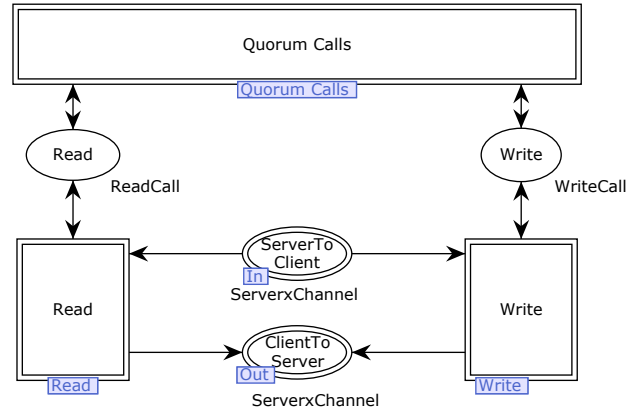 Quorum Calls
Quorum Calls
Read
Write
ReadCall
WriteCall
ServerTo
Client
In
ServerxChannel
Read
Write
ClientTo
Server
Out
Read
Write
ServerxChannel